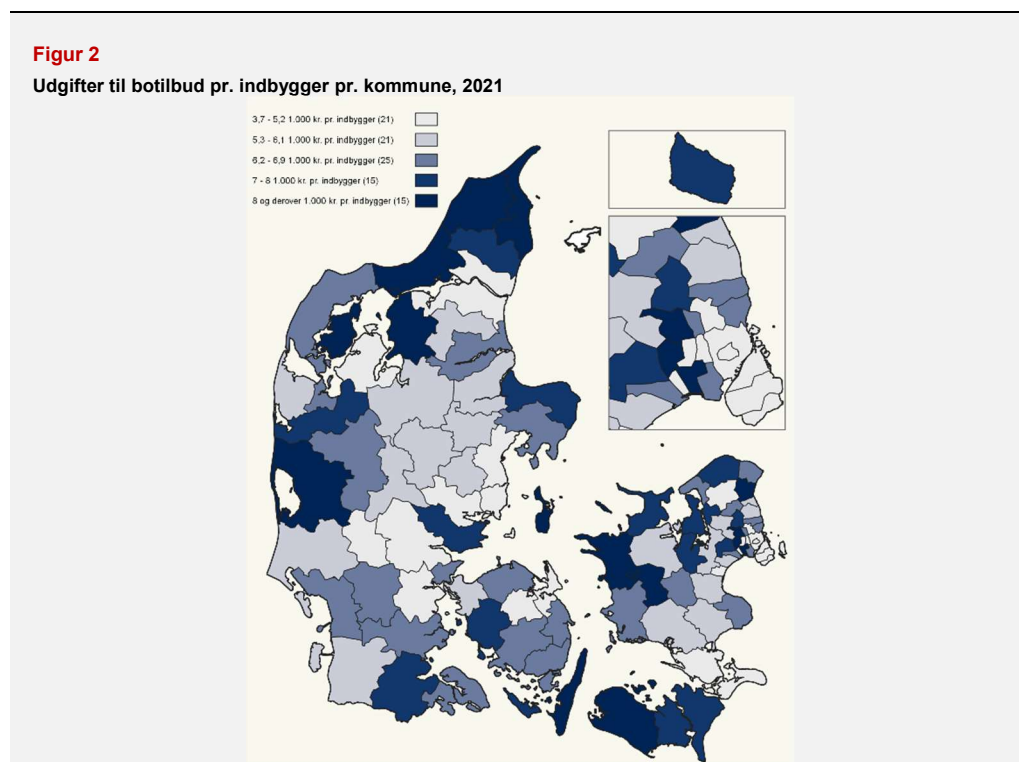 Figur 2
Udgifter til botilbud pr. indbygger pr. kommune, 2021
3,7 - 5,2 1.000 kr. pr. indbygger (21)
5,3 - 6,1 1.000 kr. pr. indbygger (21)
6,2 - 6,9 1.000 kr. pr. indbygger (25)
7 - 8 1.000 kr. pr. indbygger (15)
8 og derover 1.000 kr. pr. indbygger (15)